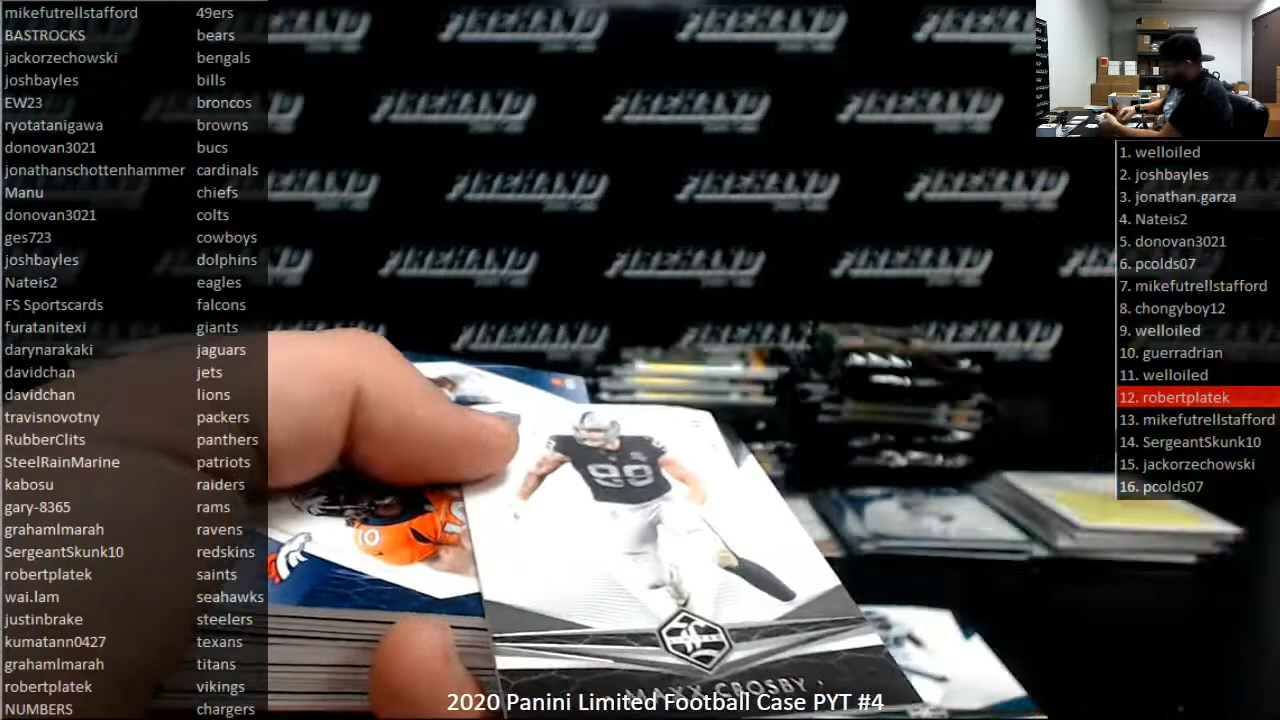 mikefutrellstafford 49ers
BASTROCKS bears
jackorzechowski bengals
joshbayles bills
EW23 broncos
ryotatanigawa browns
donovan3021 bucs
jonathanschottenhammer cardinals
Manu chiefs
donovan3021 colts
ges723 cowboys
joshbayles dolphins
Nateis2 eagles
FS Sportscards falcons
furatanitexi giants
darynarakaki jaguars
davidchan jets
davidchan lions
travisnovotny packers
RubberClits panthers
SteelRainMarine patriots
kabosu raiders
gary-8365 rams
grahamlmarah ravens
SergeantSkunk10 redskins
robertplatek saints
wai.lam seahawks
justinbrake steelers
kumatann0427 texans
grahamlmarah titans
robertplatek vikings
NUMBERS chargers
1. welloiled
2. joshbayles
3. jonathan.garza
4. Nateis2
5. donovan3021
6. pcolds07
7. mikefutrellstafford
8. chongyboy12
9. welloiled
10. guerradrian
11. welloiled
12. robertplatek
13. mikefutrellstafford
14. SergeantSkunk10
15. jackorzechowski
16. pcolds07
FIREHAND
98
MAXX CROSBY
2020 Panini Limited Football Case PYT #4